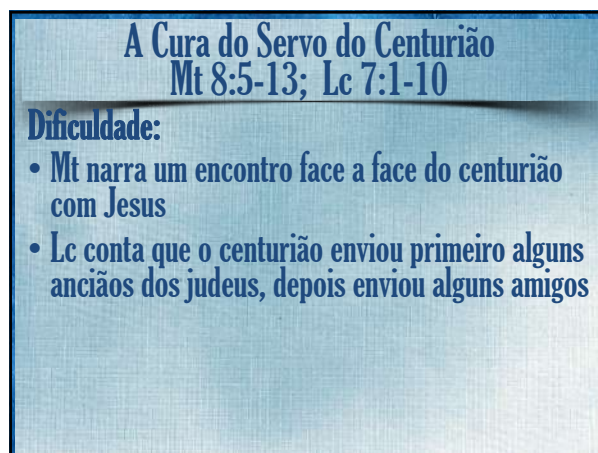 A Cura do Servo do Centurião
Mt 8:5-13; Lc 7:1-10
Dificuldade:
• Mt narra um encontro face a face do centurião
com Jesus
• Lc conta que o centurião enviou primeiro alguns
anciãos dos judeus, depois enviou alguns amigos